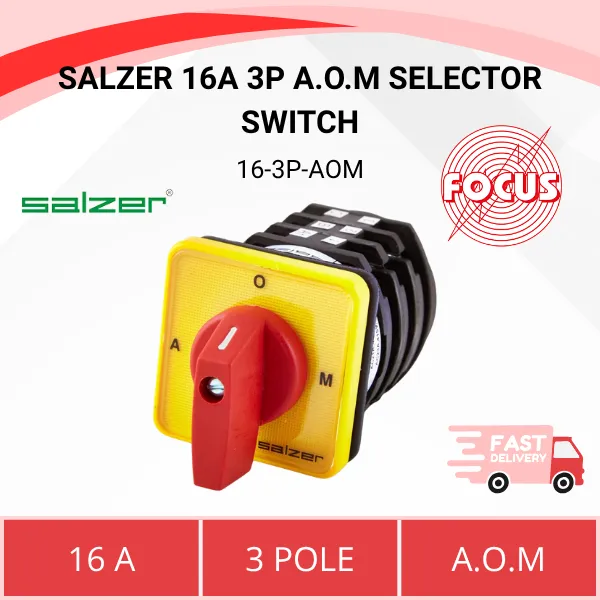 SALZER 16A 3P A.O.M SELECTOR
SWITCH
16-3P-AOM
salzer®
FOCUS
O
A
M
salzer
FAST
DELIVERY
16 A
3 POLE
A.O.M